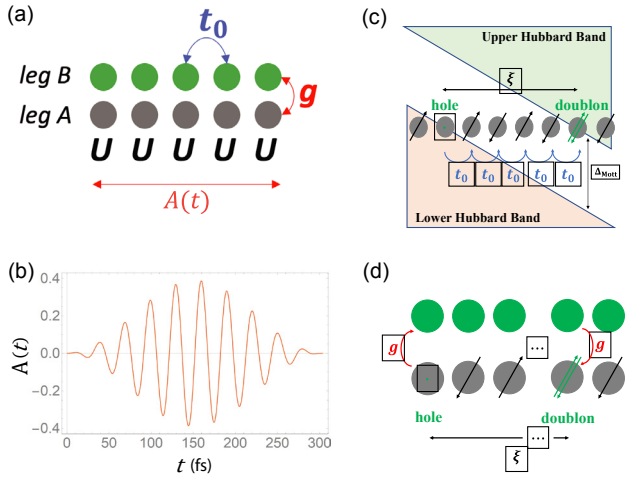 (a)
t₀
leg B
g
leg A
U U U U U
A(t)
(b)
0.4
0.2
0.0
-0.2
-0.4
A(t)
0 50 100 150 200 250 300
t (fs)
(c)
Upper Hubbard Band
ξ
hole
doublon
t₀ t₀ t₀ t₀ t₀
Δ_Mott
Lower Hubbard Band
(d)
g
...
g
hole
doublon
...
ξ